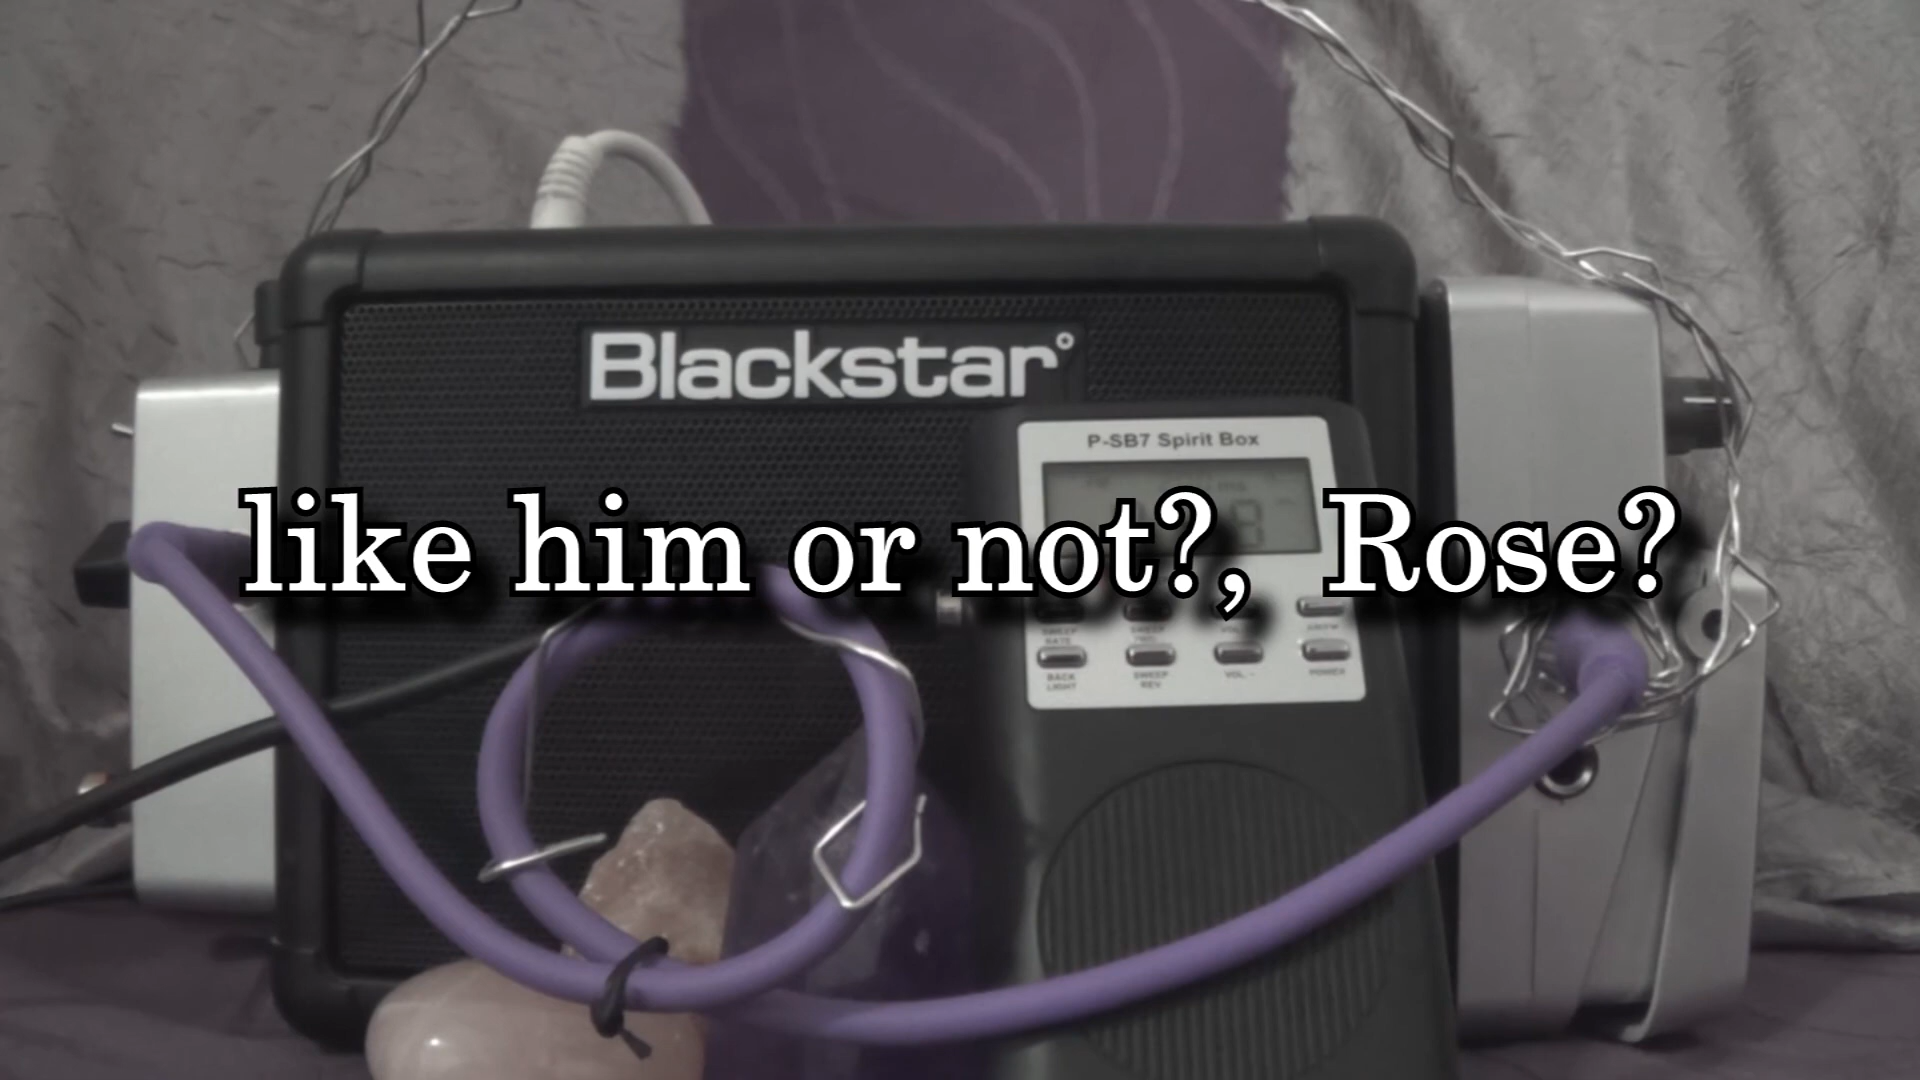 Blackstar
P-SB7 Spirit Box
like him or not?, Rose?
BACK LIGHT
SWEEP REV
VOL -
POWER